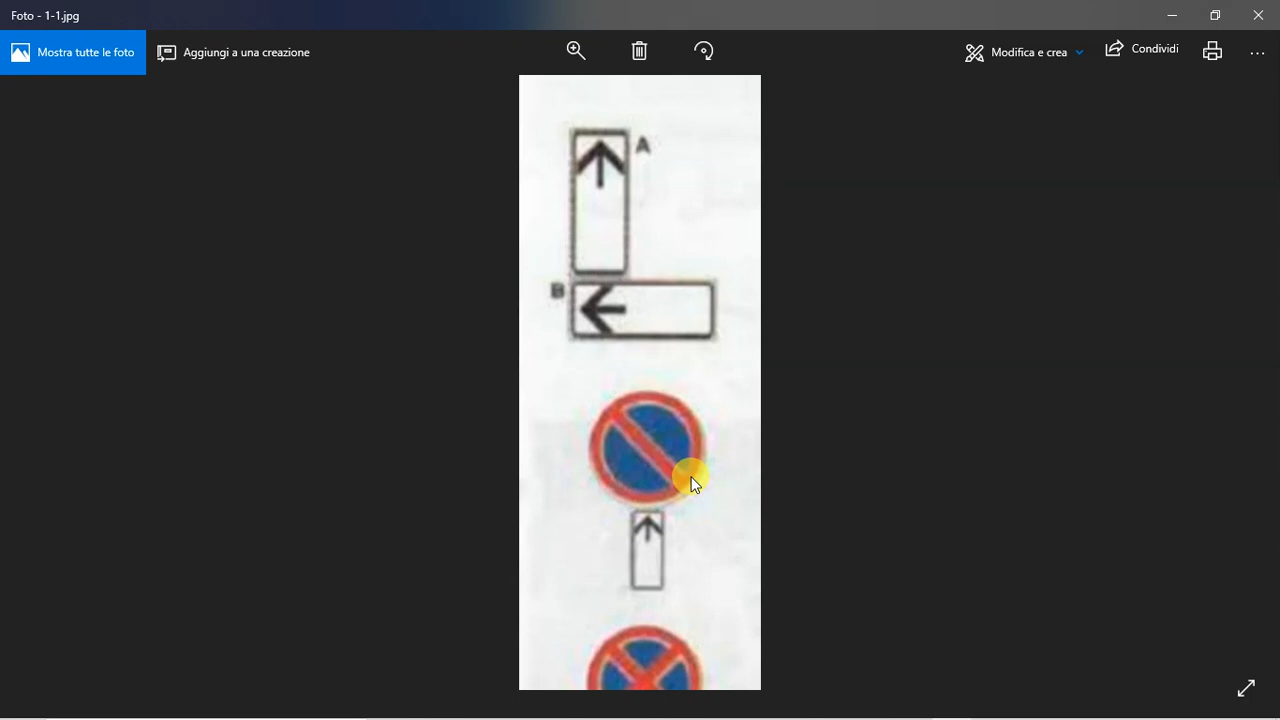 Foto - 1-1.jpg
Mostra tutte le foto
Aggiungi a una creazione
Modifica e crea
Condividi
A
B